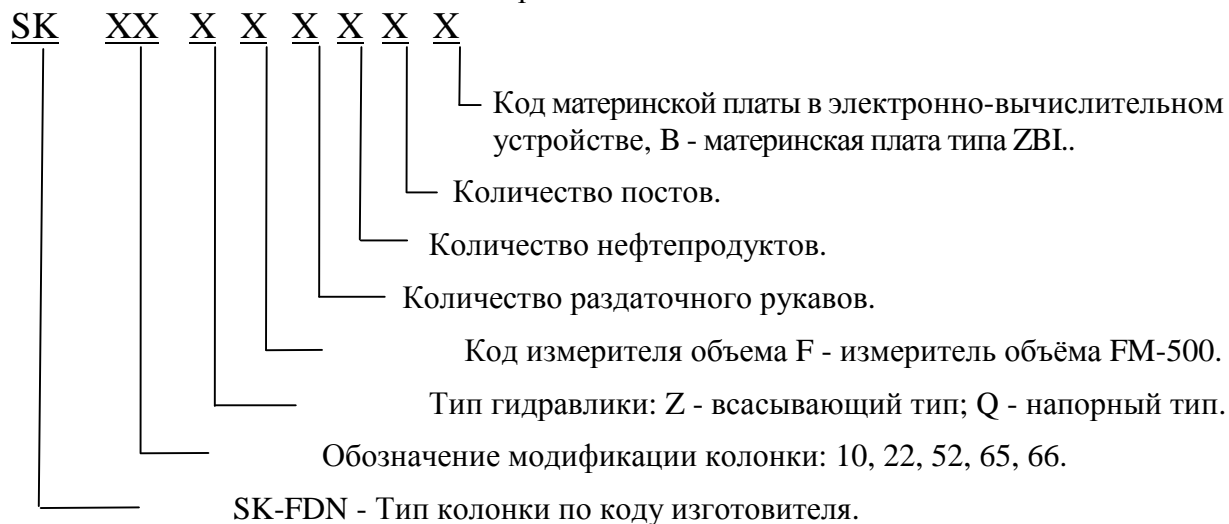 SK XX X X X X X X
Код материнской платы в электронно-вычислительном
устройстве, В - материнская плата типа ZBI..
Количество постов.
Количество нефтепродуктов.
Количество раздаточного рукавов.
Код измерителя объема F - измеритель объёма FM-500.
Тип гидравлики: Z - всасывающий тип; Q - напорный тип.
Обозначение модификации колонки: 10, 22, 52, 65, 66.
SK-FDN - Тип колонки по коду изготовителя.